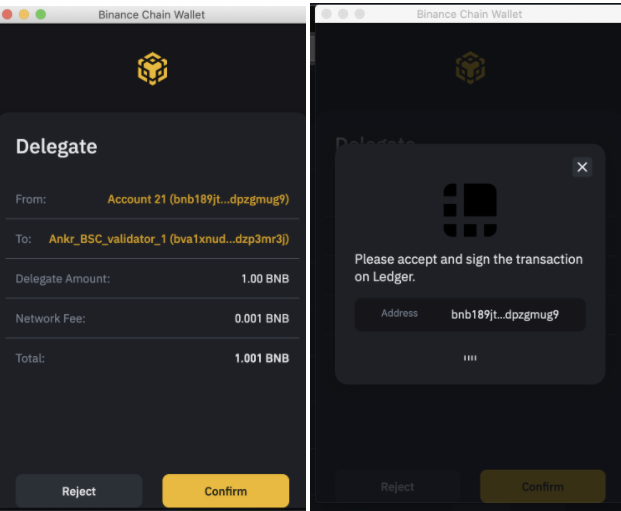 Binance Chain Wallet
Delegate
From: Account 21 (bnb189jt...dpzgmug9)
To: Ankr_BSC_validator_1 (bva1xnud...dzp3mr3j)
Delegate Amount: 1.00 BNB
Network Fee: 0.001 BNB
Total: 1.001 BNB
Reject Confirm
Binance Chain Wallet
Delegate
Please accept and sign the transaction
on Ledger.
Address bnb189jt...dpzgmug9
Reject Confirm